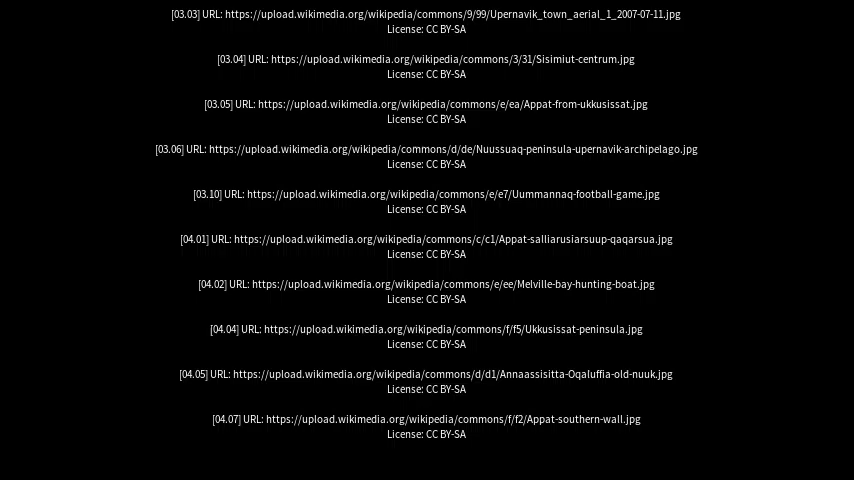 [03.03] URL: https://upload.wikimedia.org/wikipedia/commons/9/99/Upernavik_town_aerial_1_2007-07-11.jpg
License: CC BY-SA
[03.04] URL: https://upload.wikimedia.org/wikipedia/commons/3/31/Sisimiut-centrum.jpg
License: CC BY-SA
[03.05] URL: https://upload.wikimedia.org/wikipedia/commons/e/ea/Appat-from-ukkusissat.jpg
License: CC BY-SA
[03.06] URL: https://upload.wikimedia.org/wikipedia/commons/d/de/Nuussuaq-peninsula-upernavik-archipelago.jpg
License: CC BY-SA
[03.10] URL: https://upload.wikimedia.org/wikipedia/commons/e/e7/Uummannaq-football-game.jpg
License: CC BY-SA
[04.01] URL: https://upload.wikimedia.org/wikipedia/commons/c/c1/Appat-salliarusiarsuup-qaqarsua.jpg
License: CC BY-SA
[04.02] URL: https://upload.wikimedia.org/wikipedia/commons/e/ee/Melville-bay-hunting-boat.jpg
License: CC BY-SA
[04.04] URL: https://upload.wikimedia.org/wikipedia/commons/f/f5/Ukkusissat-peninsula.jpg
License: CC BY-SA
[04.05] URL: https://upload.wikimedia.org/wikipedia/commons/d/d1/Annaassisitta-Oqaluffia-old-nuuk.jpg
License: CC BY-SA
[04.07] URL: https://upload.wikimedia.org/wikipedia/commons/f/f2/Appat-southern-wall.jpg
License: CC BY-SA